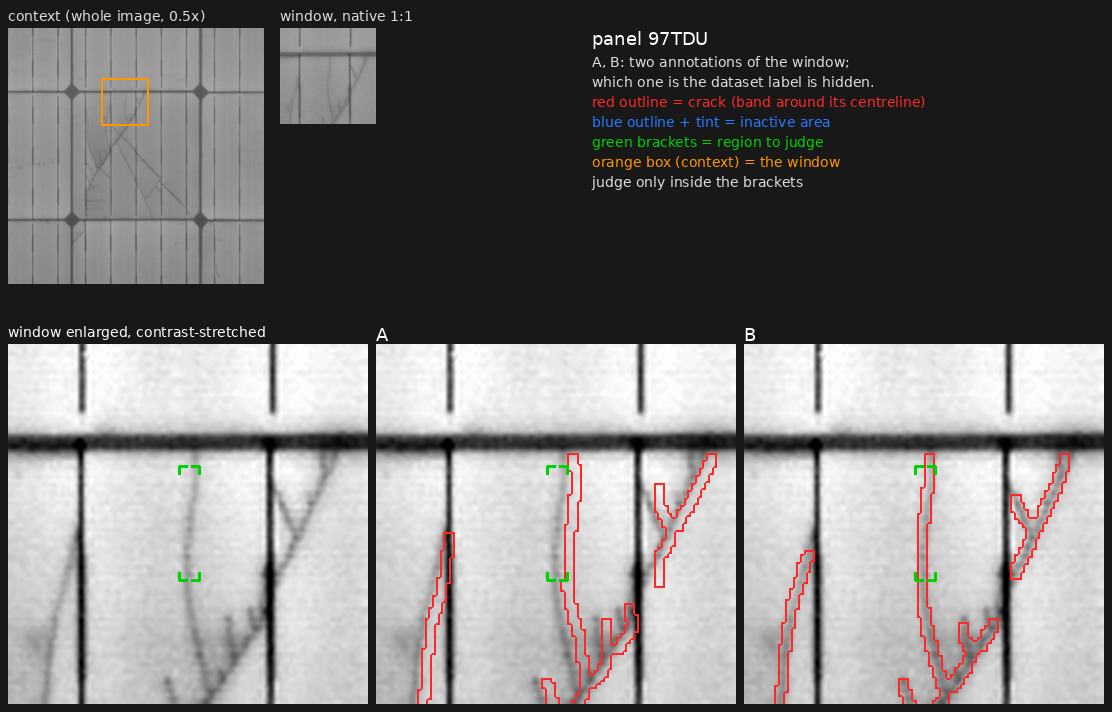 context (whole image, 0.5x)
window, native 1:1
panel 97TDU
A, B: two annotations of the window;
which one is the dataset label is hidden.
red outline = crack (band around its centreline)
blue outline + tint = inactive area
green brackets = region to judge
orange box (context) = the window
judge only inside the brackets
window enlarged, contrast-stretched
A
B